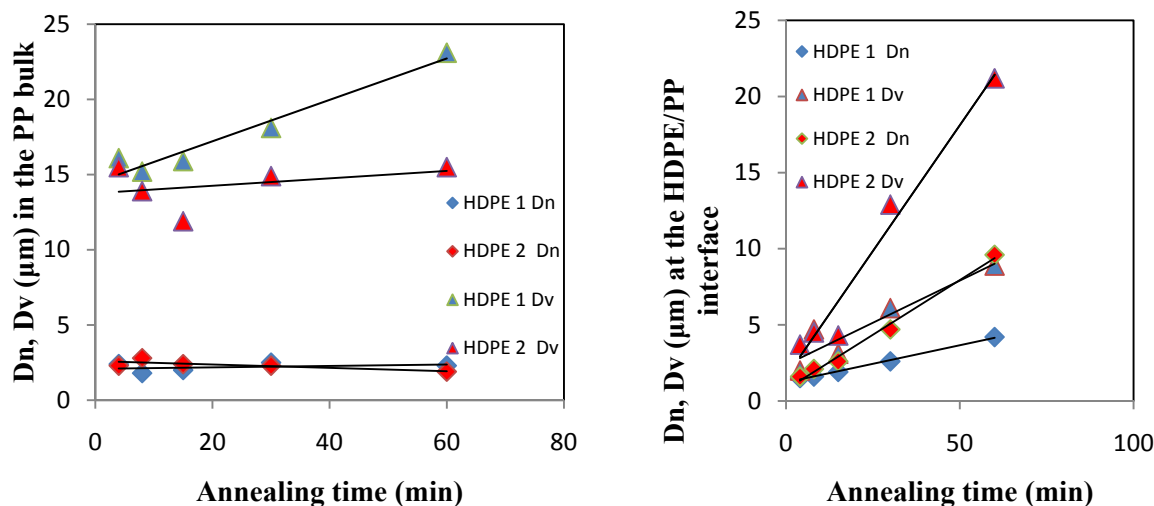 Dn, Dv (µm) in the PP bulk
25
20
15
10
5
0
0
20
40
60
80
HDPE 1 Dn
HDPE 2 Dn
HDPE 1 Dv
HDPE 2 Dv
Annealing time (min)
Dn, Dv (µm) at the HDPE/PP
interface
25
20
15
10
5
0
0
50
100
HDPE 1 Dn
HDPE 1 Dv
HDPE 2 Dn
HDPE 2 Dv
Annealing time (min)